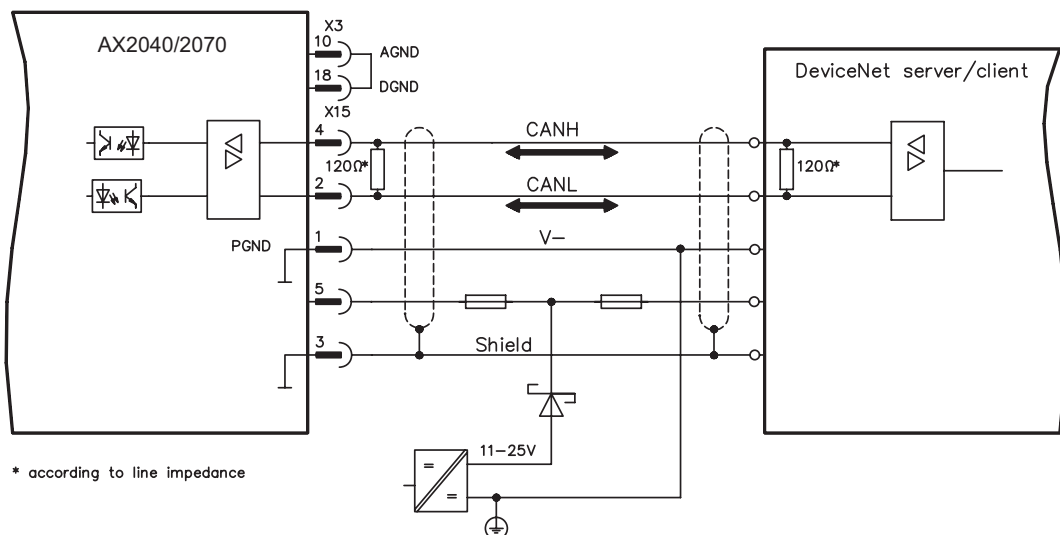 AX2040/2070
X3
10
AGND
18
DGND
X15
4
120Ω*
2
PGND
1
5
3
CANH
CANL
V–
Shield
11–25V
=
=
DeviceNet server/client
120Ω*
* according to line impedance